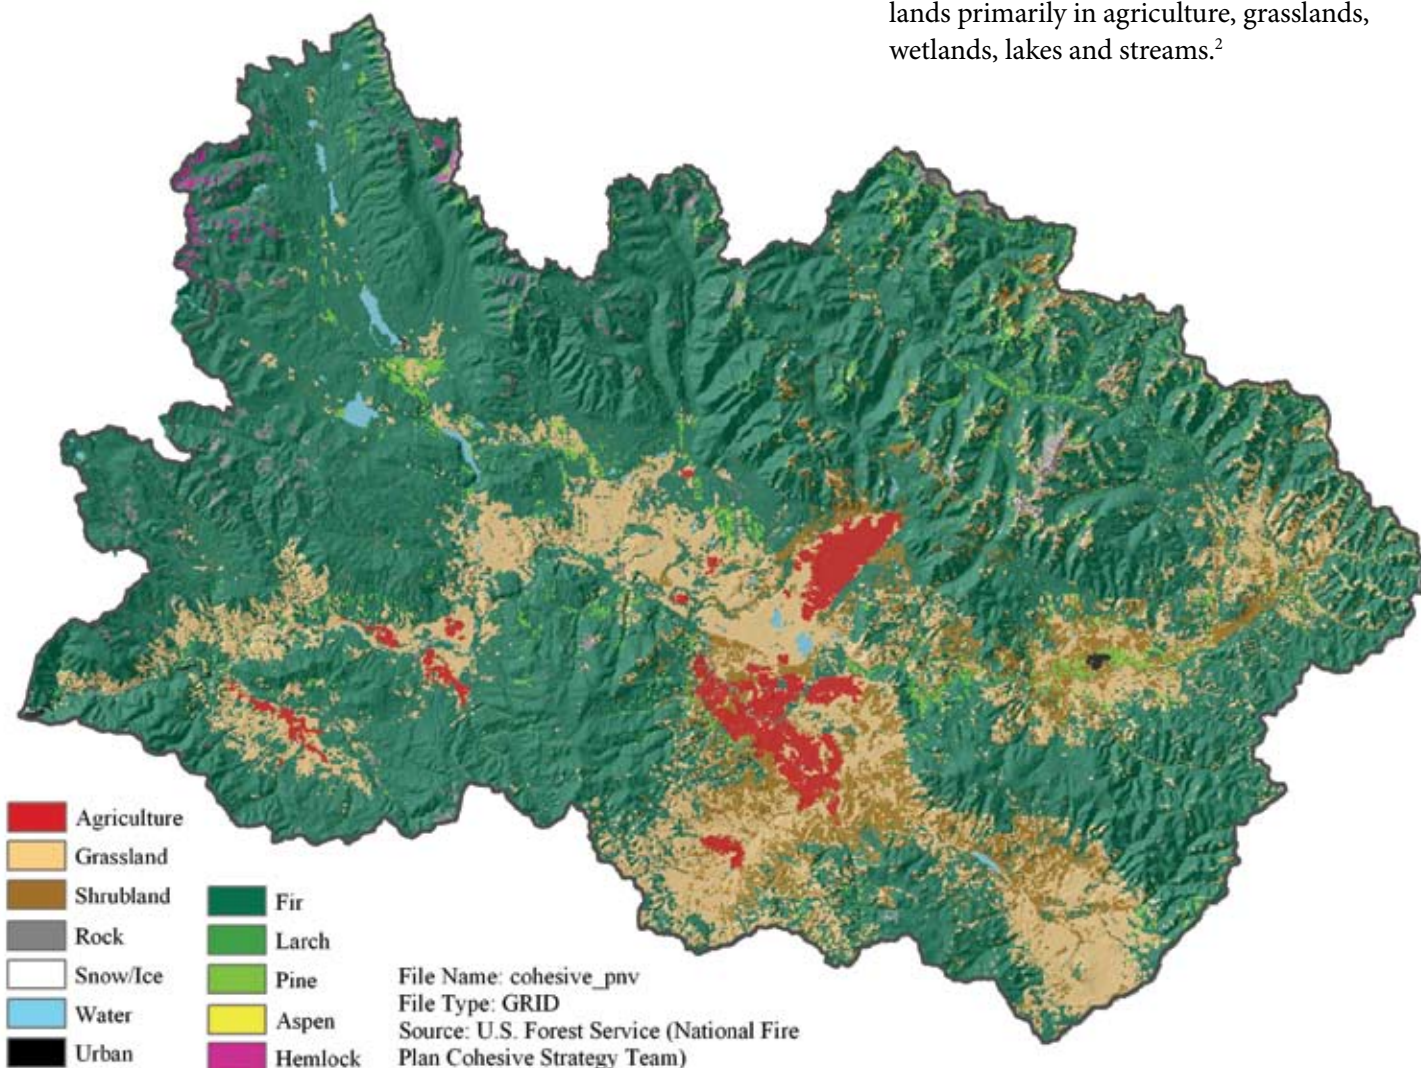 lands primarily in agriculture, grasslands,
wetlands, lakes and streams.²
Agriculture
Grassland
Shrubland
Rock
Snow/Ice
Water
Urban
Fir
Larch
Pine
Aspen
Hemlock
File Name: cohesive_pnv
File Type: GRID
Source: U.S. Forest Service (National Fire
Plan Cohesive Strategy Team)